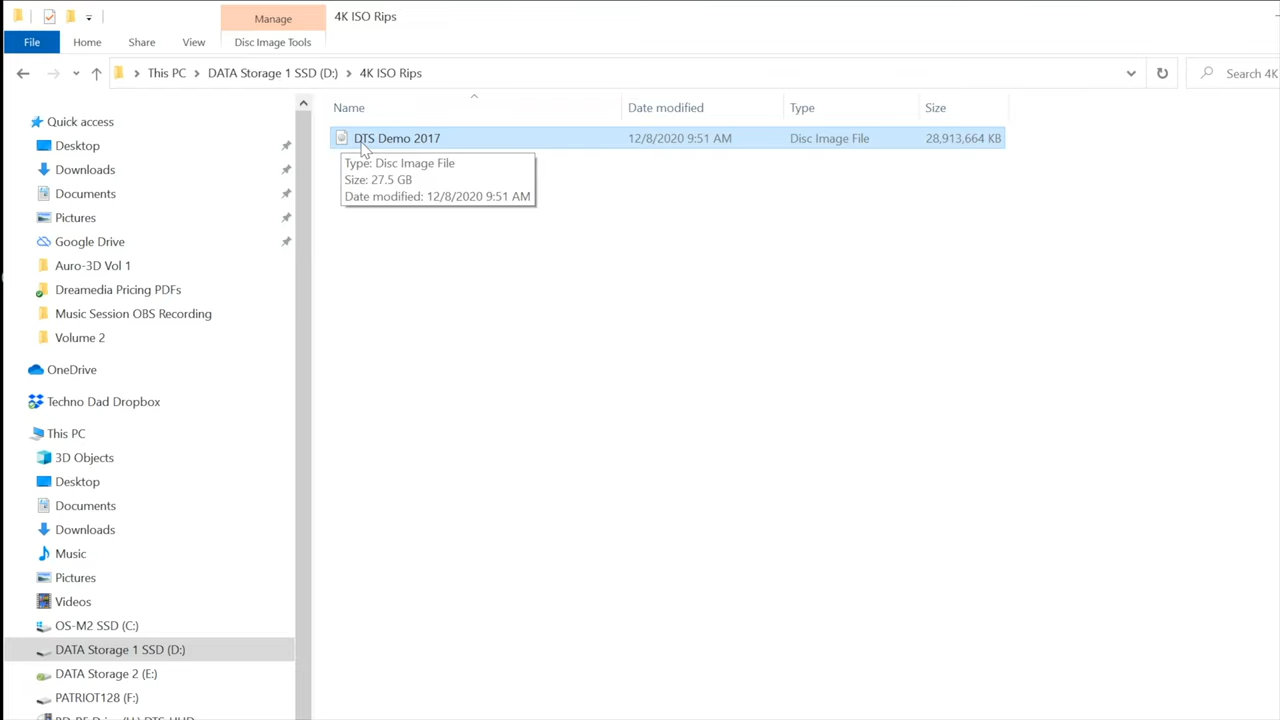 Manage
4K ISO Rips
File
Home
Share
View
Disc Image Tools
This PC
DATA Storage 1 SSD (D:)
4K ISO Rips
Search 4K
Name
Date modified
Type
Size
DTS Demo 2017
12/8/2020 9:51 AM
Disc Image File
28,913,664 KB
Type: Disc Image File
Size: 27.5 GB
Date modified: 12/8/2020 9:51 AM
Quick access
Desktop
Downloads
Documents
Pictures
Google Drive
Auro-3D Vol 1
Dreamedia Pricing PDFs
Music Session OBS Recording
Volume 2
OneDrive
Techno Dad Dropbox
This PC
3D Objects
Desktop
Documents
Downloads
Music
Pictures
Videos
OS-M2 SSD (C:)
DATA Storage 1 SSD (D:)
DATA Storage 2 (E:)
PATRIOT128 (F:)